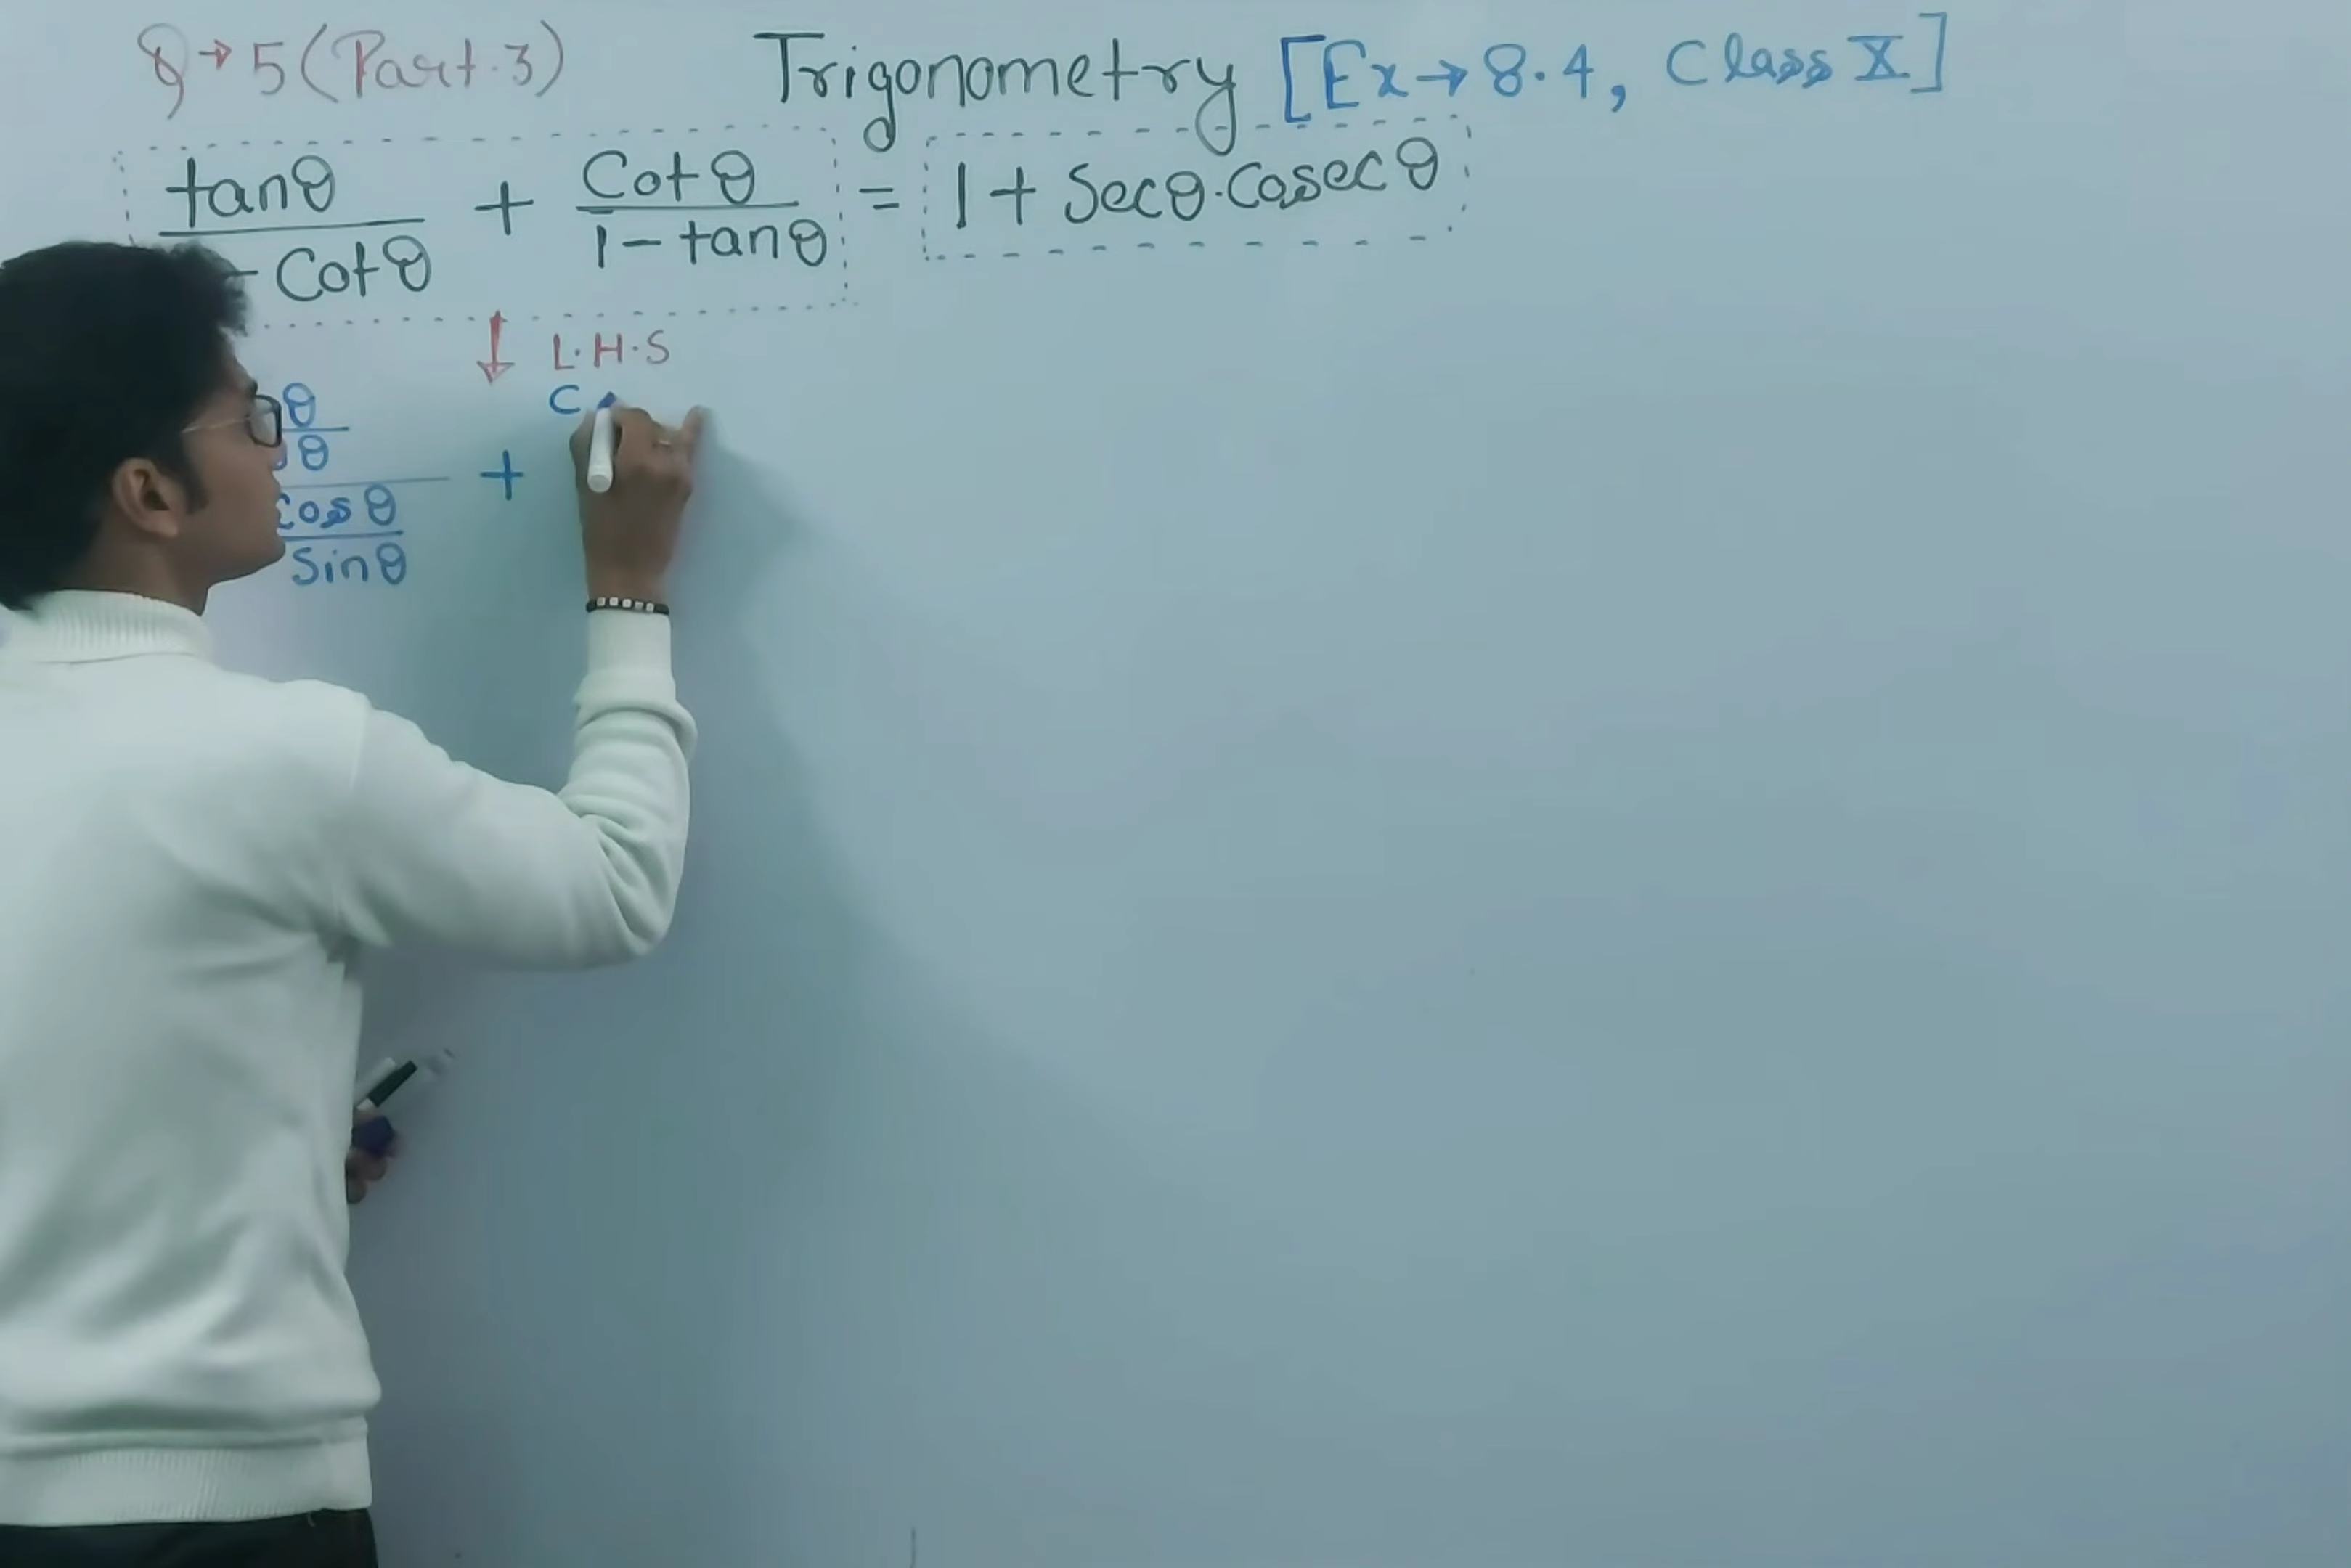 Q→5(Part.3) Trigonometry [Ex→8.4, Class X]
tanθ + Cotθ = 1+ Secθ.Cosecθ
-Cotθ 1-tanθ
↓ L.H.S
θ C
θ +
Cosθ
Sinθ